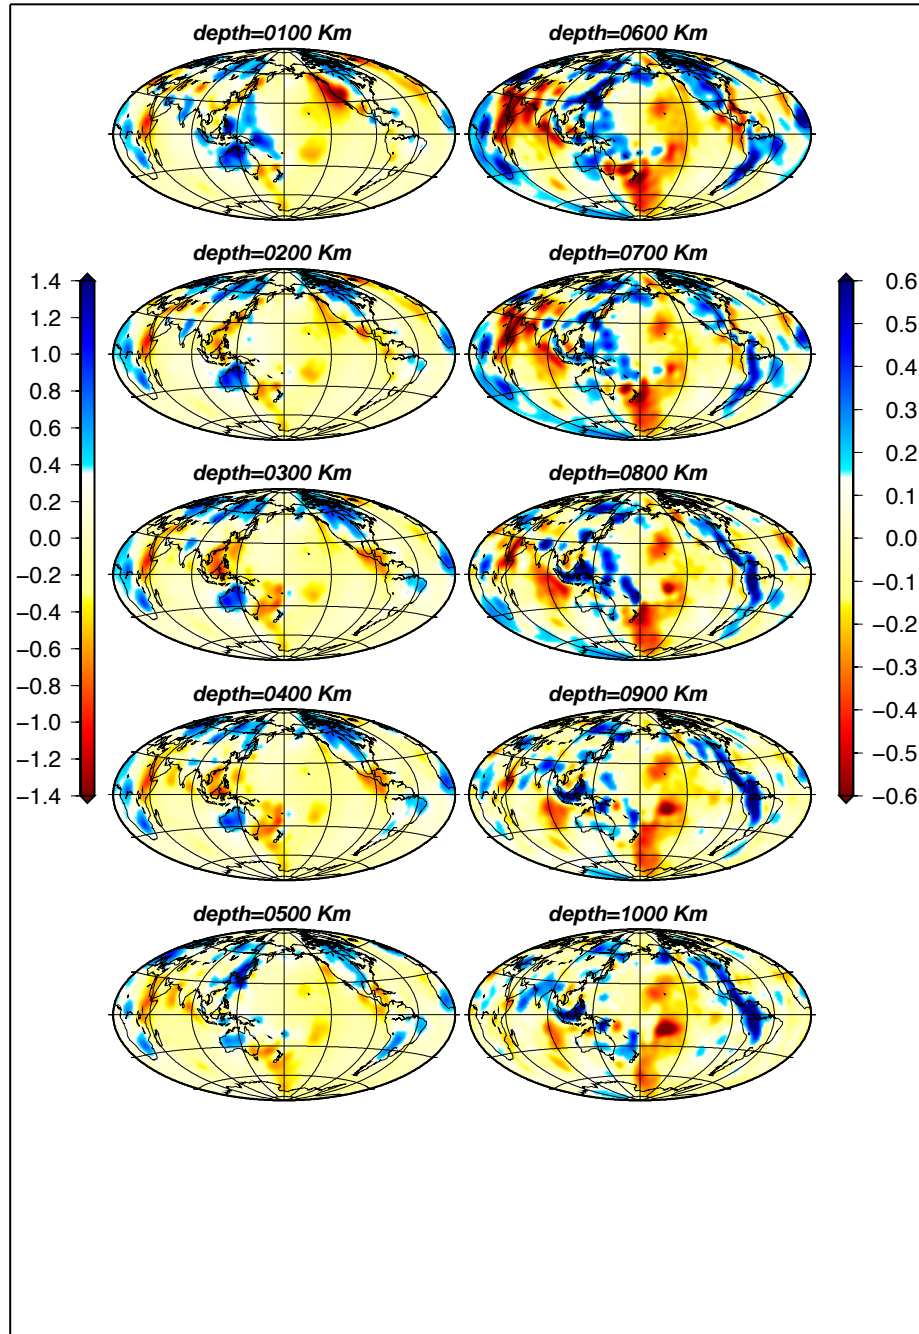 depth=0100 Km
depth=0600 Km
depth=0200 Km
depth=0700 Km
1.4
1.2
1.0
0.8
0.6
0.4
0.2
0.0
−0.2
−0.4
−0.6
−0.8
−1.0
−1.2
−1.4
0.6
0.5
0.4
0.3
0.2
0.1
0.0
−0.1
−0.2
−0.3
−0.4
−0.5
−0.6
depth=0300 Km
depth=0800 Km
depth=0400 Km
depth=0900 Km
depth=0500 Km
depth=1000 Km